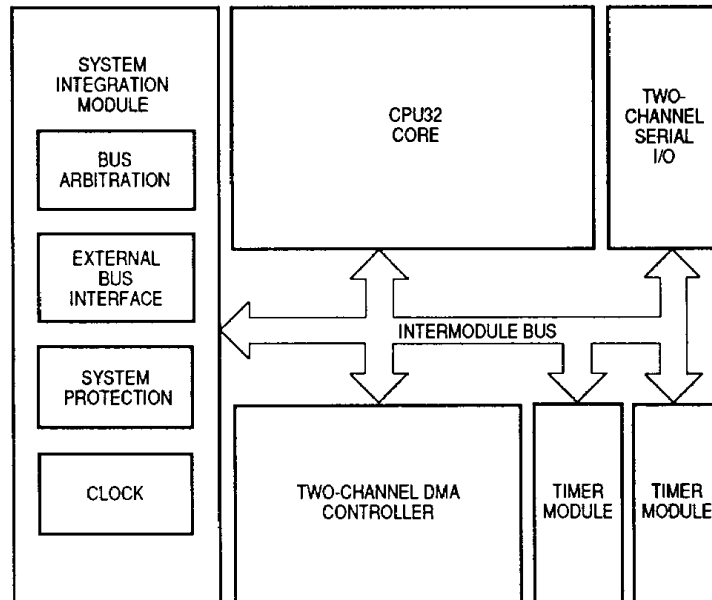 SYSTEM
INTEGRATION
MODULE
BUS
ARBITRATION
EXTERNAL
BUS
INTERFACE
SYSTEM
PROTECTION
CLOCK
CPU32
CORE
TWO-
CHANNEL
SERIAL
I/O
INTERMODULE BUS
TWO-CHANNEL DMA
CONTROLLER
TIMER
MODULE
TIMER
MODULE